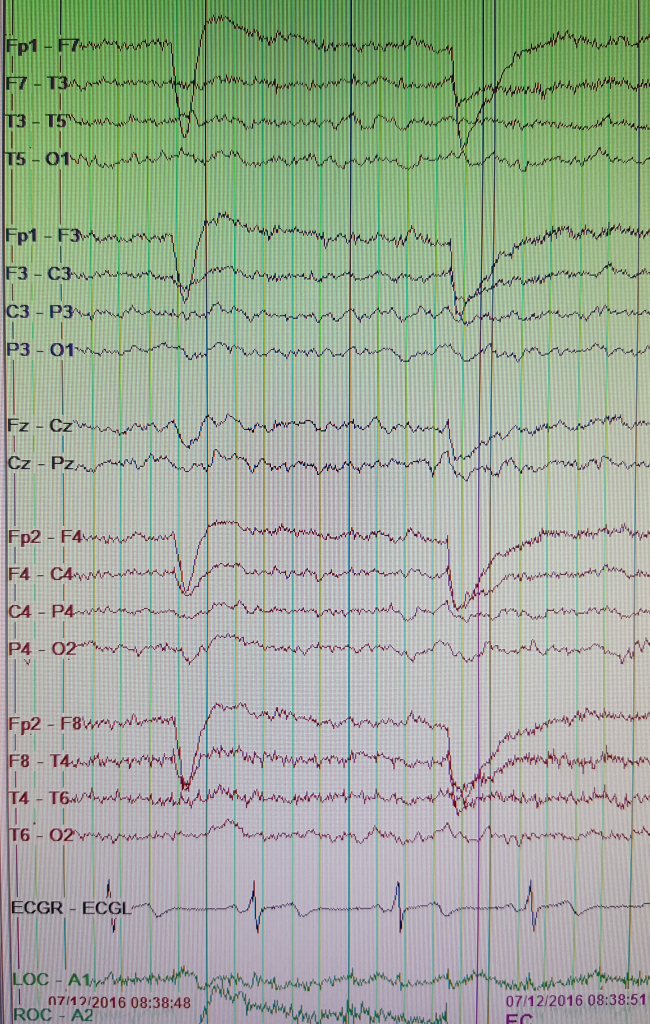 Fp1 - F7
F7 - T3
T3 - T5
T5 - O1
Fp1 - F3
F3 - C3
C3 - P3
P3 - O1
Fz - Cz
Cz - Pz
Fp2 - F4
F4 - C4
C4 - P4
P4 - O2
Fp2 - F8
F8 - T4
T4 - T6
T6 - O2
ECGR - ECGL
LOC - A1
07/12/2016 08:38:48
07/12/2016 08:38:51
ROC - A2
EC